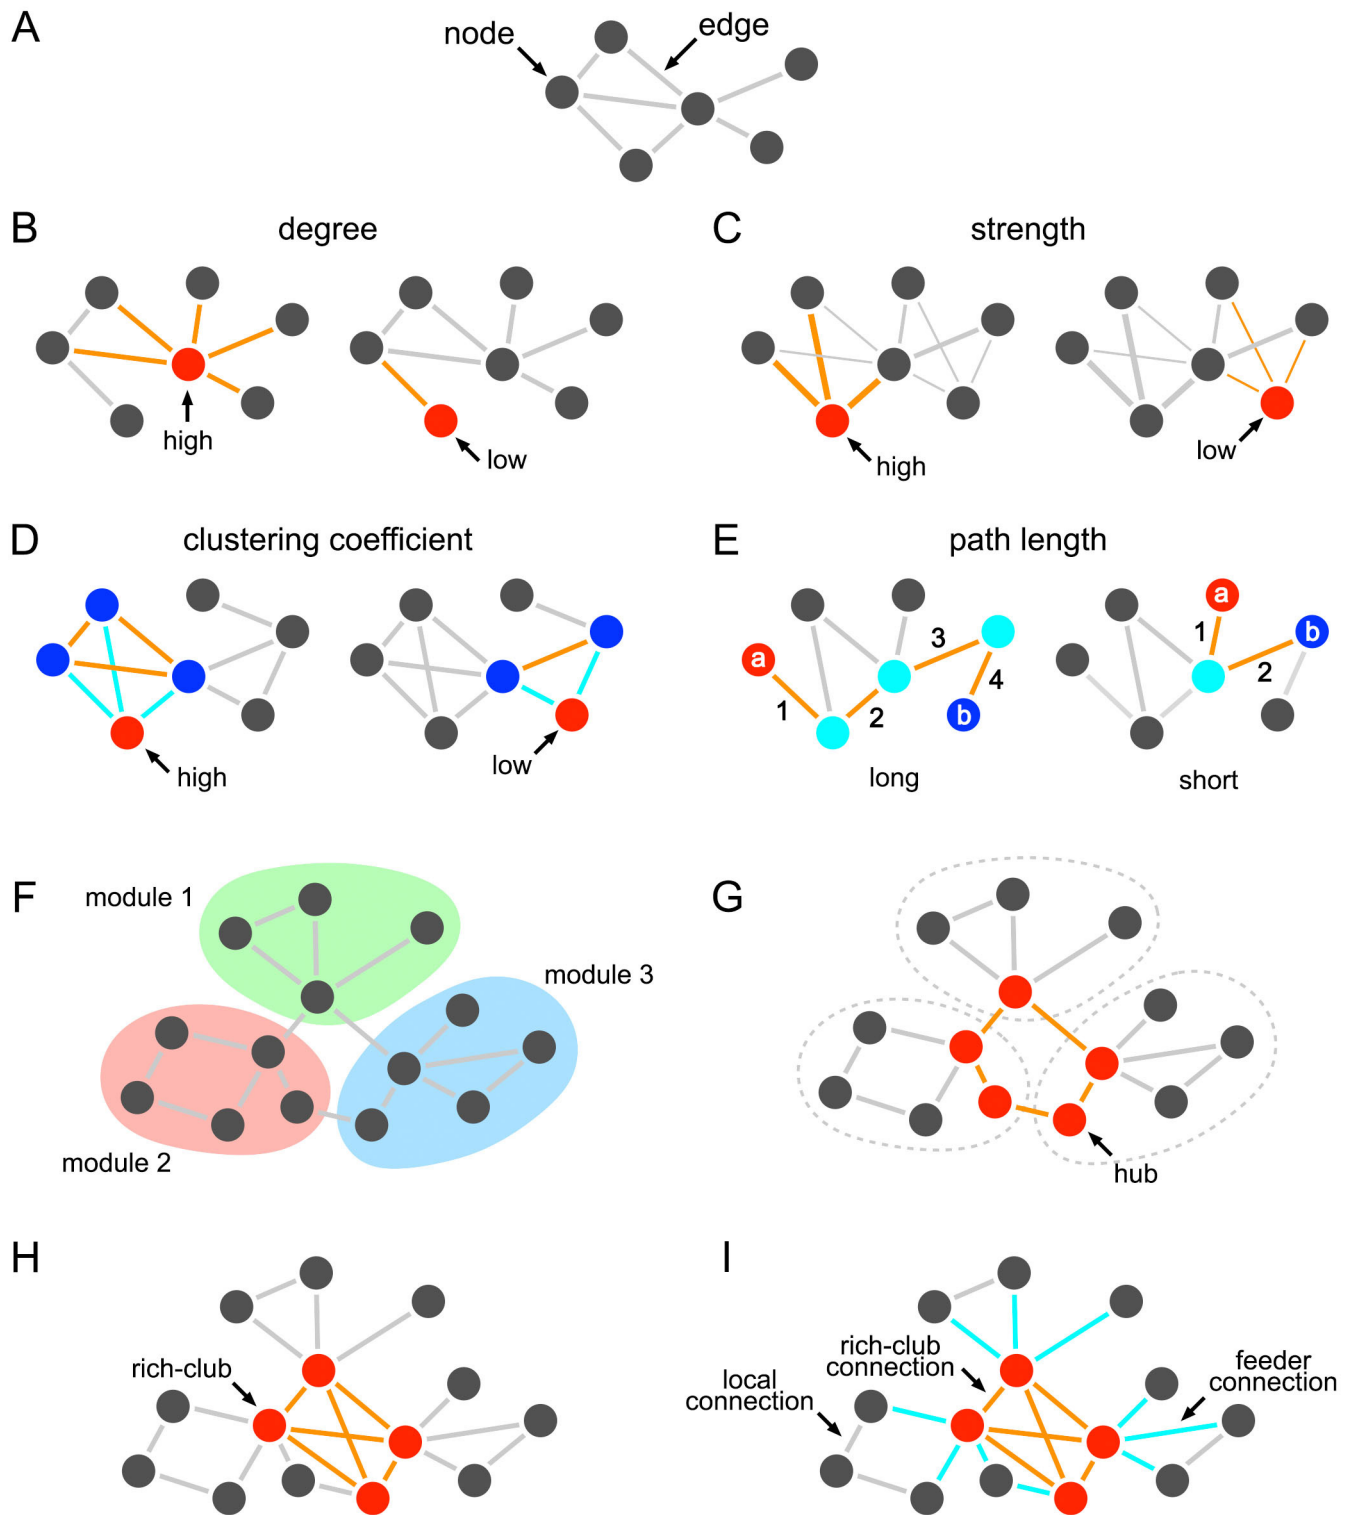 A
node
edge
B
degree
high
low
C
strength
high
low
D
clustering coefficient
high
low
E
path length
a
1
2
3
4
b
long
a
1
b
2
short
F
module 1
module 3
module 2
G
hub
H
rich-club
I
rich-club
connection
local
connection
feeder
connection